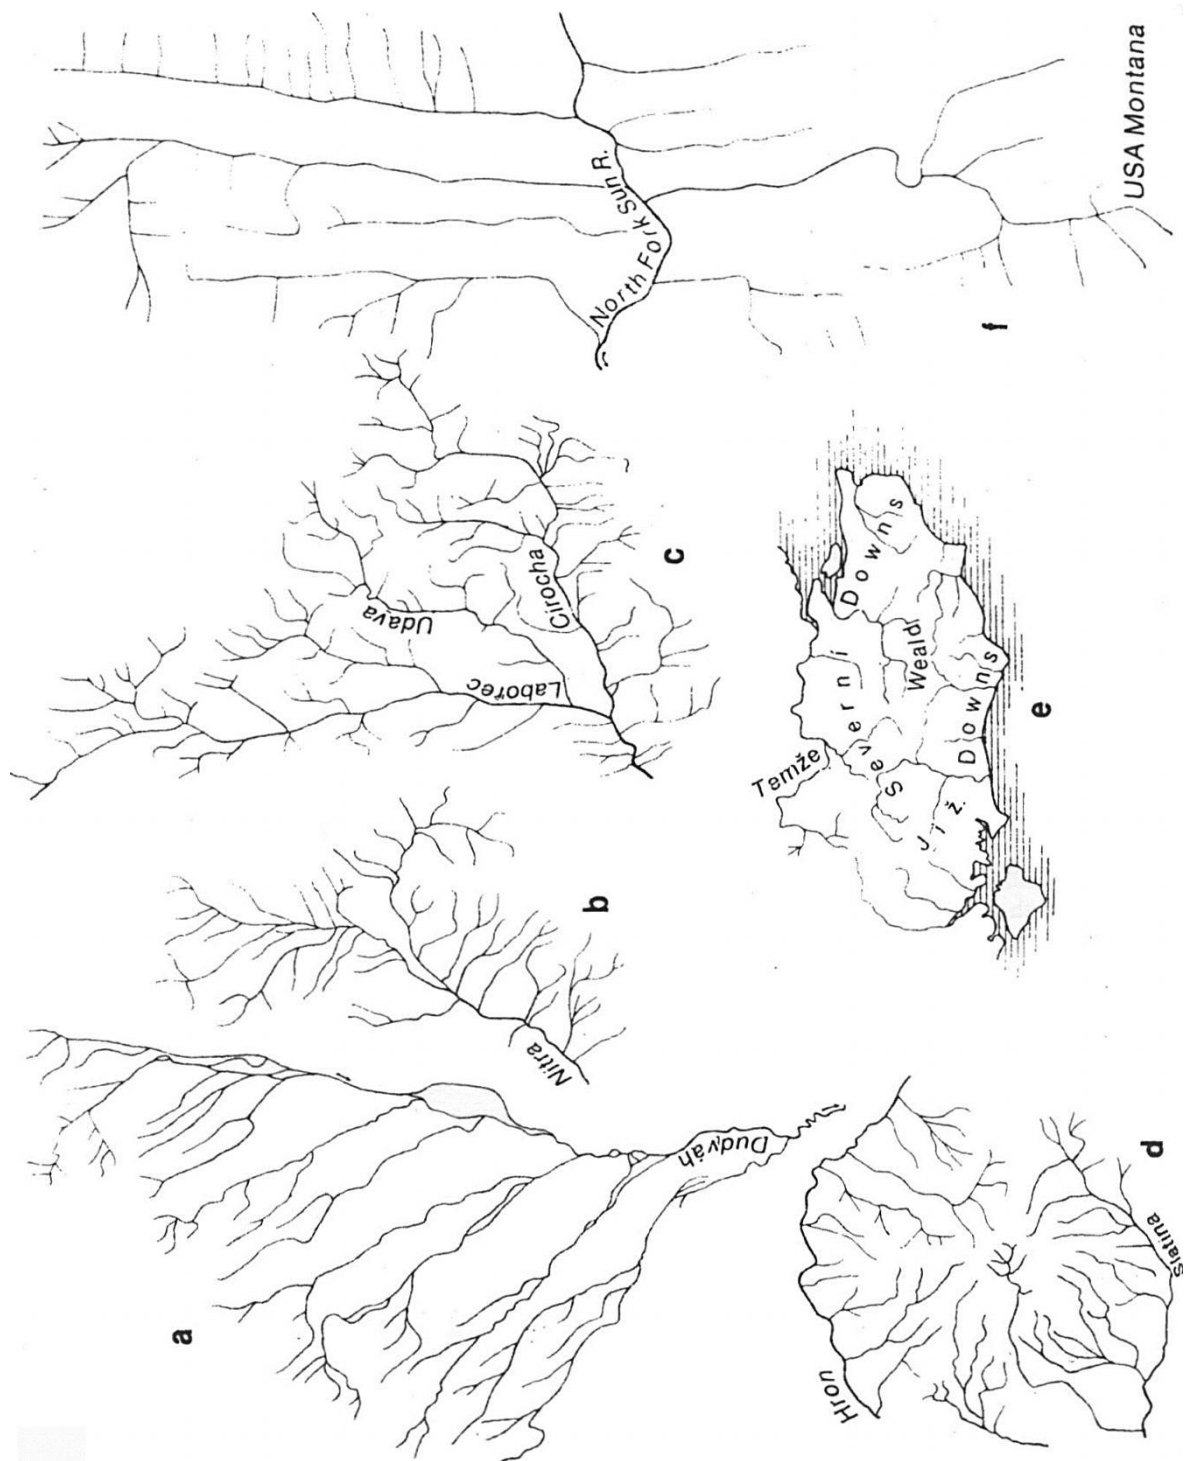 a
Dudváh
b
Nitra
c
Laborec
Udava
Cirocha
d
Hron
Slatina
e
Temže
Severní Downs
Weald
Již. Downs
f
North Fork Sun R.
USA Montana